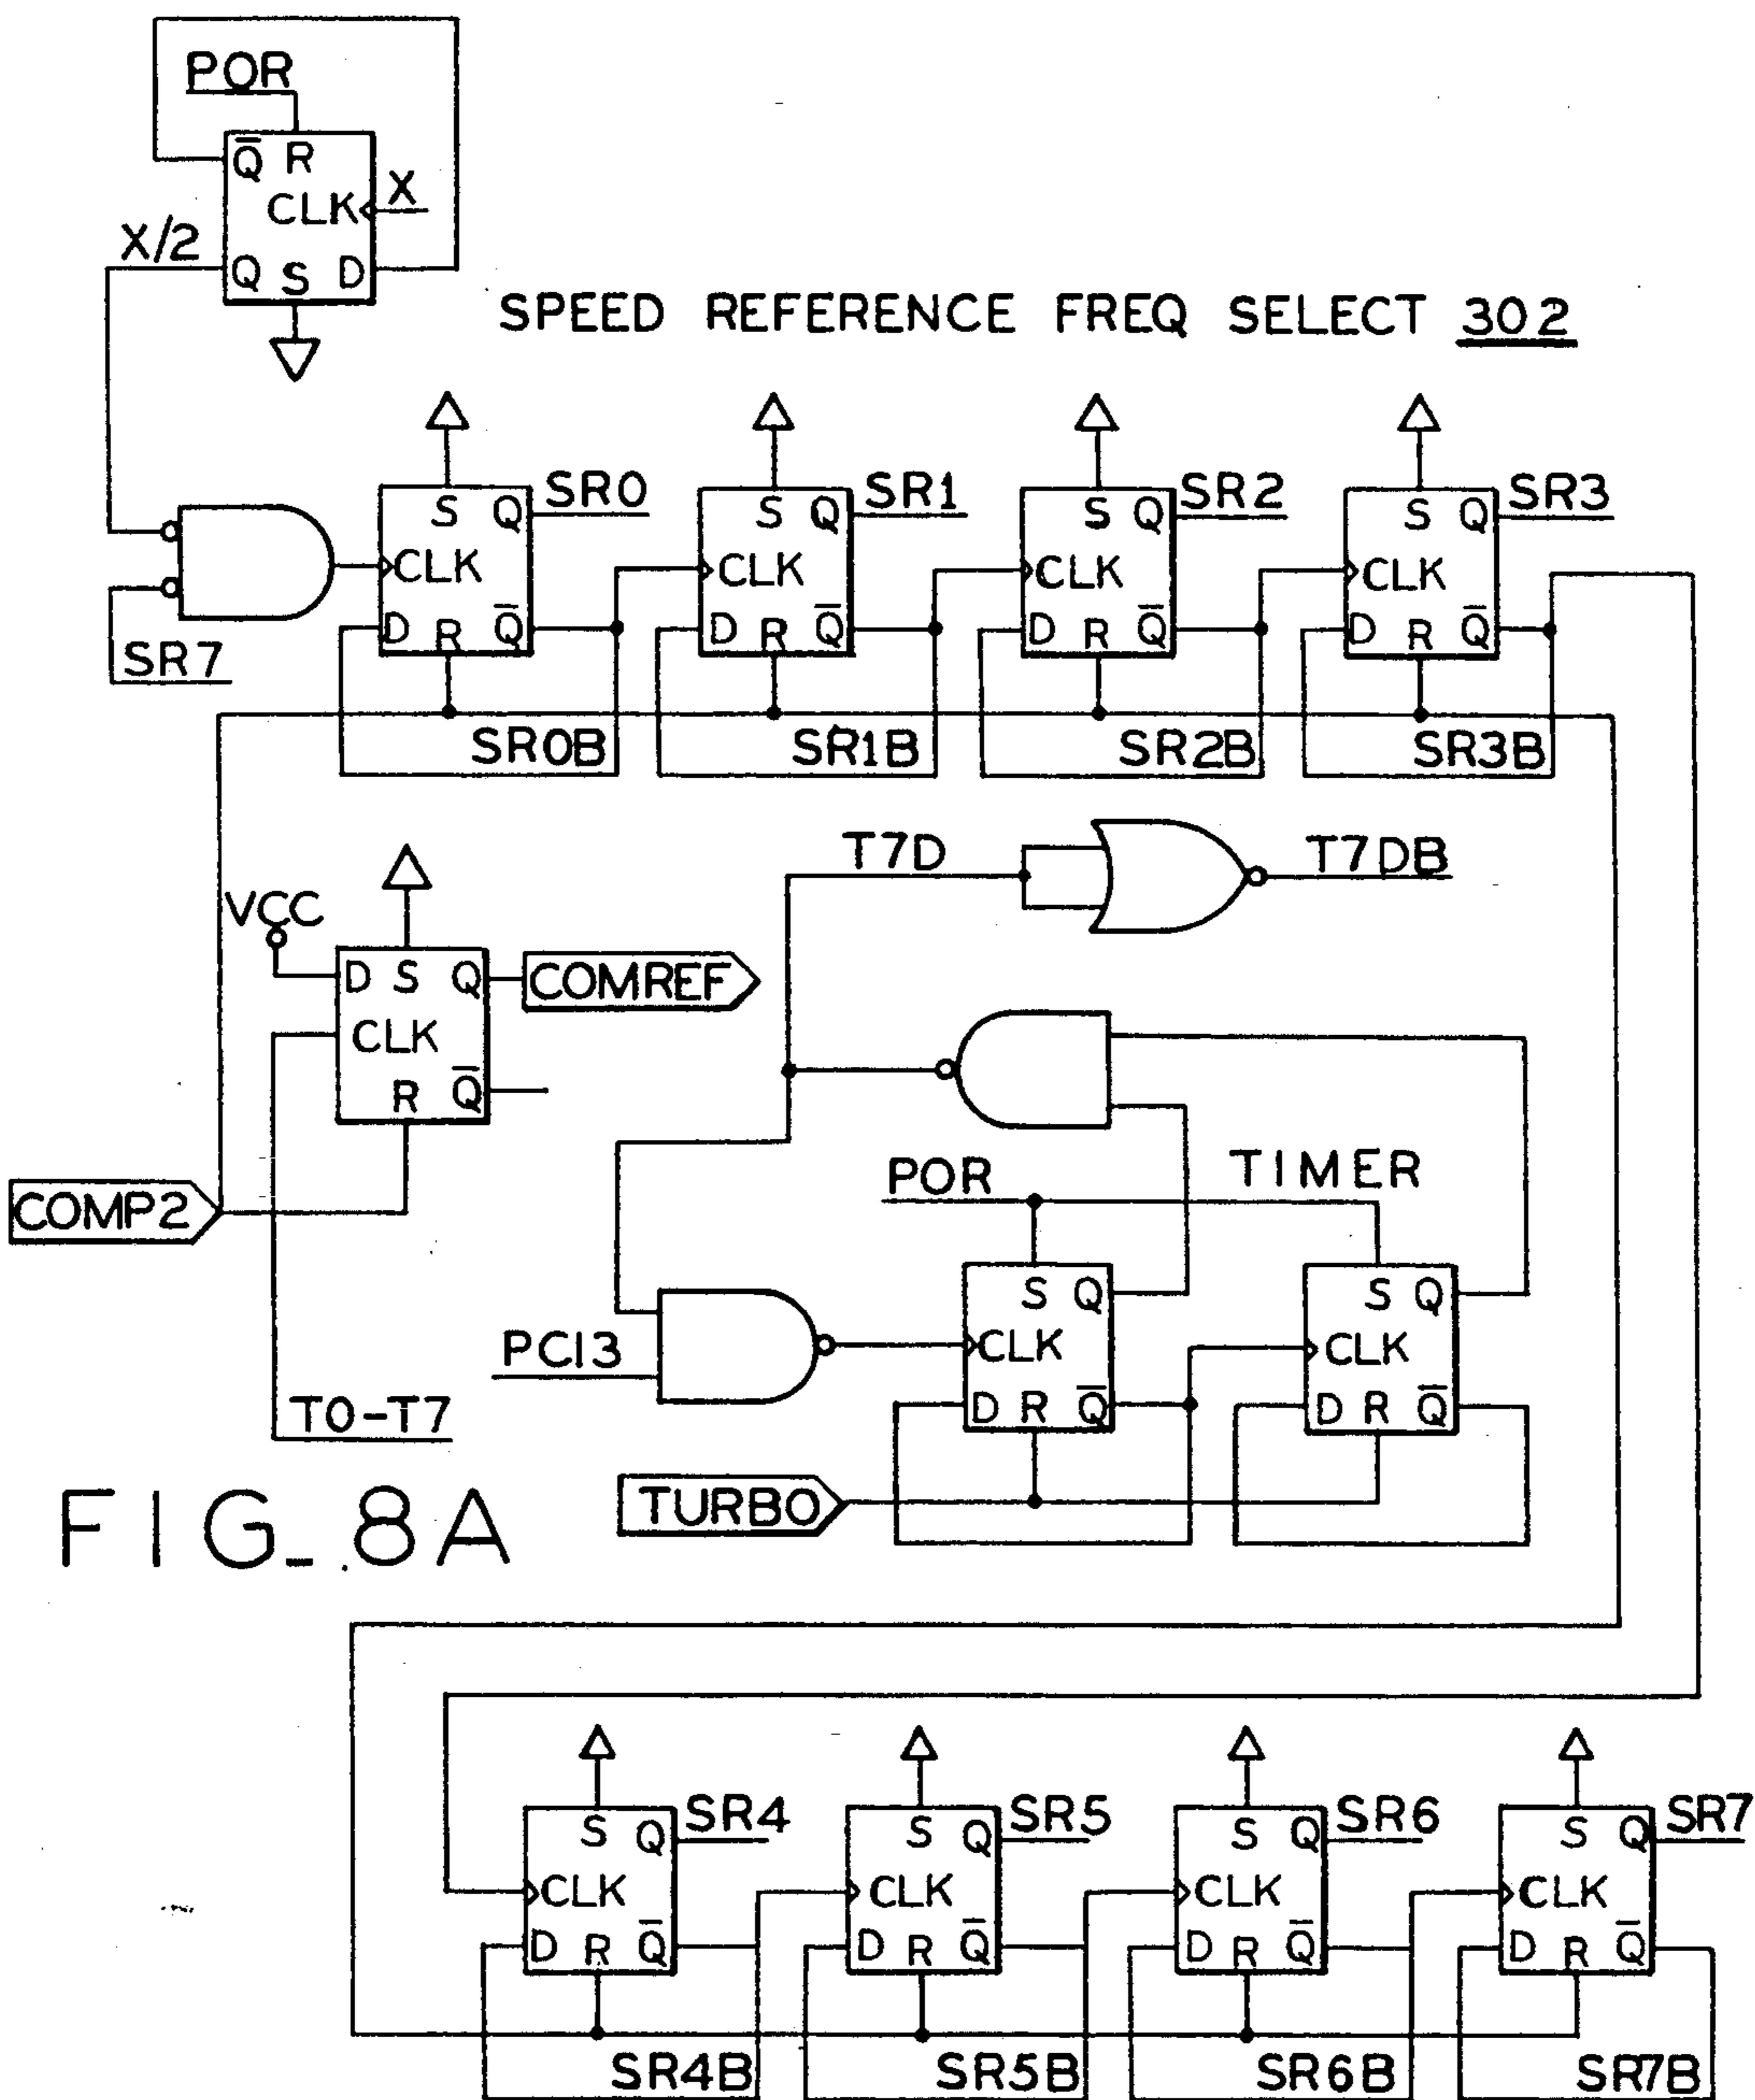 POR
Q̅ R
CLK X
X/2 Q S D
SPEED REFERENCE FREQ SELECT 302
S Q SR0
CLK
D R Q̅
SR0B
S Q SR1
CLK
D R Q̅
SR1B
S Q SR2
CLK
D R Q̅
SR2B
S Q SR3
CLK
D R Q̅
SR3B
SR7
T7D
T7DB
VCC
D S Q COMREF
CLK
R Q̅
COMP2
T0-T7
POR
TIMER
PC13
S Q
CLK
D R Q̅
S Q
CLK
D R Q̅
TURBO
FIG_8A
S Q SR4
CLK
D R Q̅
SR4B
S Q SR5
CLK
D R Q̅
SR5B
S Q SR6
CLK
D R Q̅
SR6B
S Q SR7
CLK
D R Q̅
SR7B